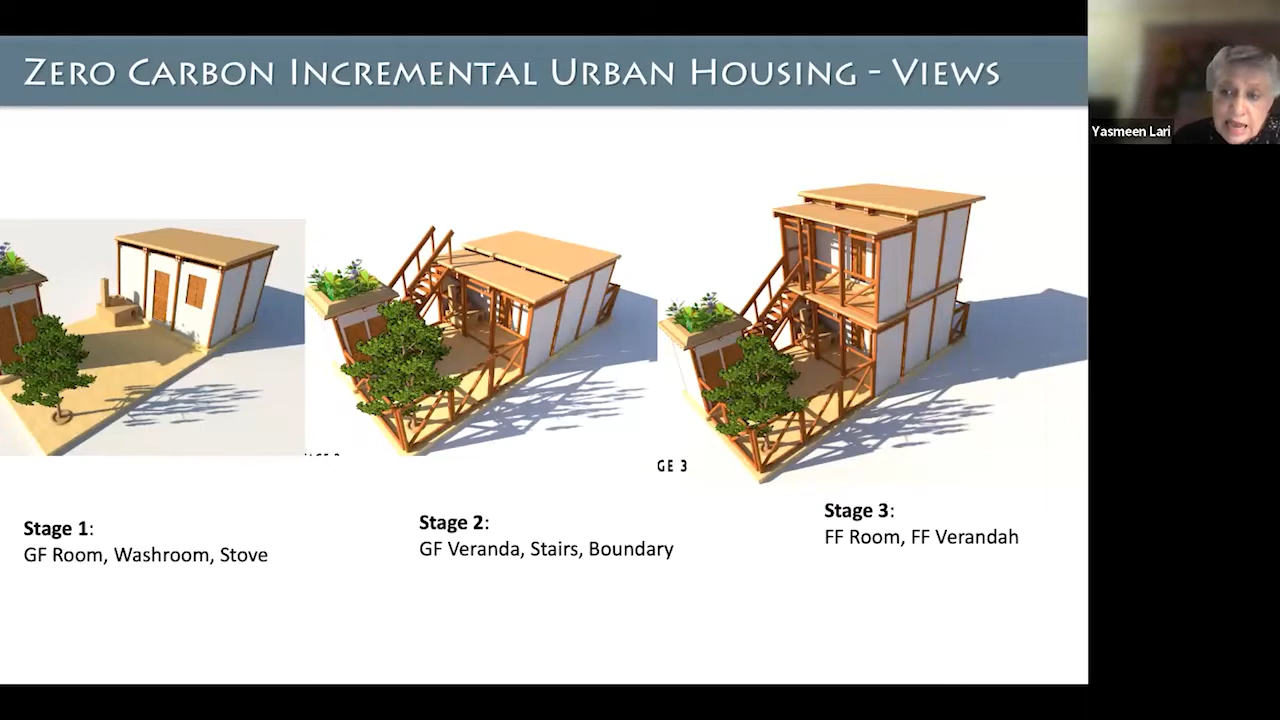 ZERO CARBON INCREMENTAL URBAN HOUSING - VIEWS
Yasmeen Lari
GE 3
Stage 1:
GF Room, Washroom, Stove
Stage 2:
GF Veranda, Stairs, Boundary
Stage 3:
FF Room, FF Verandah